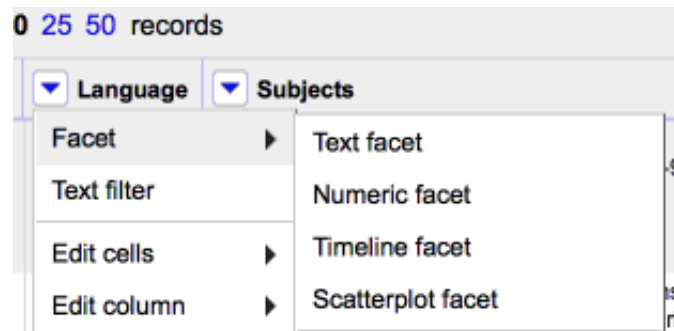 0 25 50 records
Language Subjects
Facet
Text filter
Edit cells
Edit column
Text facet
Numeric facet
Timeline facet
Scatterplot facet